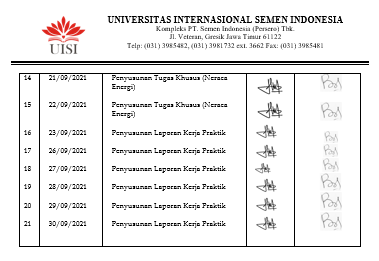 UISI
UNIVERSITAS INTERNASIONAL SEMEN INDONESIA
Kompleks PT. Semen Indonesia (Persero) Tbk.
Jl. Veteran, Gresik Jawa Timur 61122
Telp: (031) 3985482, (031) 3981732 ext. 3662 Fax: (031) 3985481
14 21/09/2021 Penyusunan Tugas Khusus (Neraca
Energi)
15 22/09/2021 Penyusunan Tugas Khusus (Neraca
Energi)
16 23/09/2021 Penyusunan Laporan Kerja Praktik
17 26/09/2021 Penyusunan Laporan Kerja Praktik
18 27/09/2021 Penyusunan Laporan Kerja Praktik
19 28/09/2021 Penyusunan Laporan Kerja Praktik
20 29/09/2021 Penyusunan Laporan Kerja Praktik
21 30/09/2021 Penyusunan Laporan Kerja Praktik